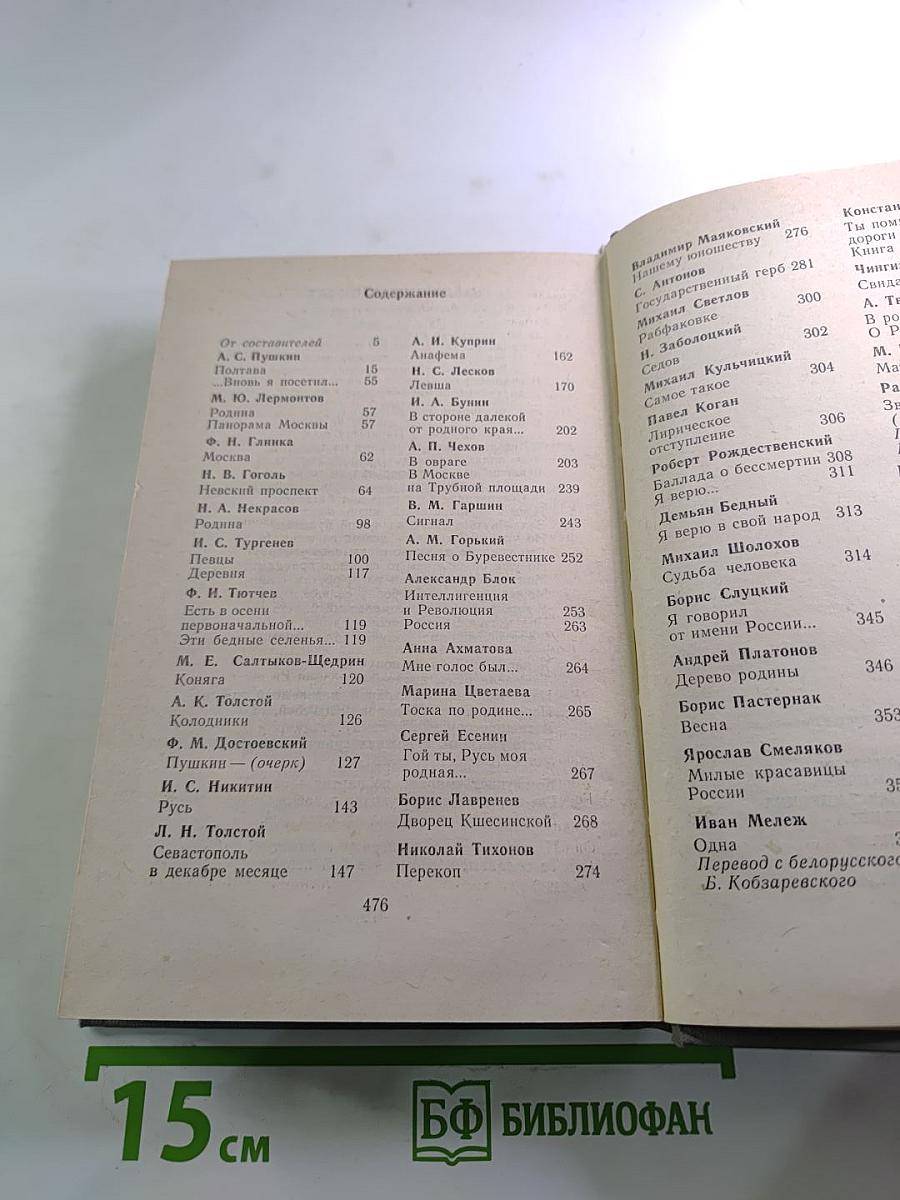 Содержание
От составителей 5
А. С. Пушкин
Полтава 15
...Вновь я посетил... 55
М. Ю. Лермонтов
Родина 57
Панорама Москвы 57
Ф. Н. Глинка
Москва 62
Н. В. Гоголь
Невский проспект 64
Н. А. Некрасов
Родина 98
И. С. Тургенев
Певцы 100
Деревня 117
Ф. И. Тютчев
Есть в осени
первоначальной... 119
Эти бедные селенья... 119
М. Е. Салтыков-Щедрин
Коняга 120
А. К. Толстой
Колодники 126
Ф. М. Достоевский
Пушкин — (очерк) 127
И. С. Никитин
Русь 143
Л. Н. Толстой
Севастополь
в декабре месяце 147
А. И. Куприн
Анафема 162
Н. С. Лесков
Левша 170
И. А. Бунин
В стороне далекой
от родного края... 202
А. П. Чехов
В овраге 203
В Москве
на Трубной площади 239
В. М. Гаршин
Сигнал 243
А. М. Горький
Песня о Буревестнике 252
Александр Блок
Интеллигенция
и Революция 253
Россия 263
Анна Ахматова
Мне голос был... 264
Марина Цветаева
Тоска по родине... 265
Сергей Есенин
Гой ты, Русь моя
родная... 267
Борис Лавренев
Дворец Кшесинской 268
Николай Тихонов
Перекоп 274
476
Владимир Маяковский
Нашему юношеству 276
С. Антонов
Государственный герб 281
Михаил Светлов
Рабфаковке 300
Н. Заболоцкий
Седов 302
Михаил Кульчицкий
Самое такое 304
Павел Коган
Лирическое
отступление 306
Роберт Рождественский
Баллада о бессмертии 308
Я верю... 311
Демьян Бедный
Я верю в свой народ 313
Михаил Шолохов
Судьба человека 314
Борис Слуцкий
Я говорил
от имени России... 345
Андрей Платонов
Дерево родины 346
Борис Пастернак
Весна 353
Ярослав Смеляков
Милые красавицы
России
Иван Мележ
Одна
Перевод с белорусского
Б. Кобзаревского
Ты
дороги
Книга
В
О
15 см
БФ БИБЛИОФАН